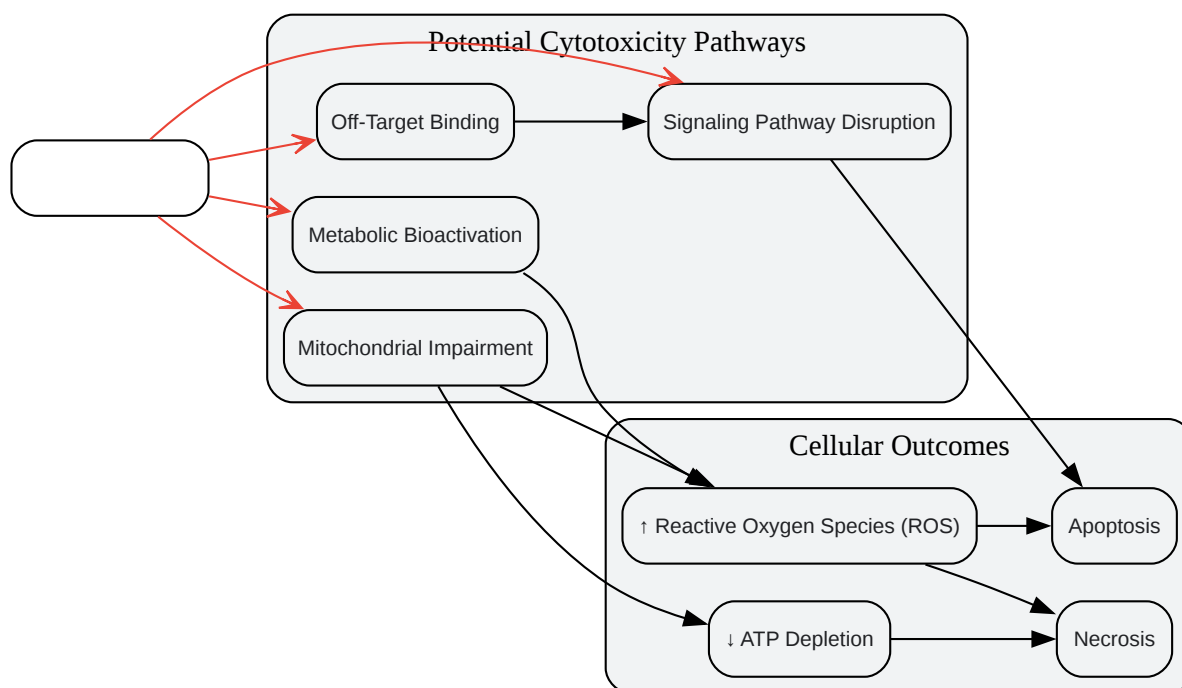 Potential Cytotoxicity Pathways
Off-Target Binding
Signaling Pathway Disruption
Metabolic Bioactivation
Mitochondrial Impairment
Cellular Outcomes
↑ Reactive Oxygen Species (ROS)
Apoptosis
↓ ATP Depletion
Necrosis